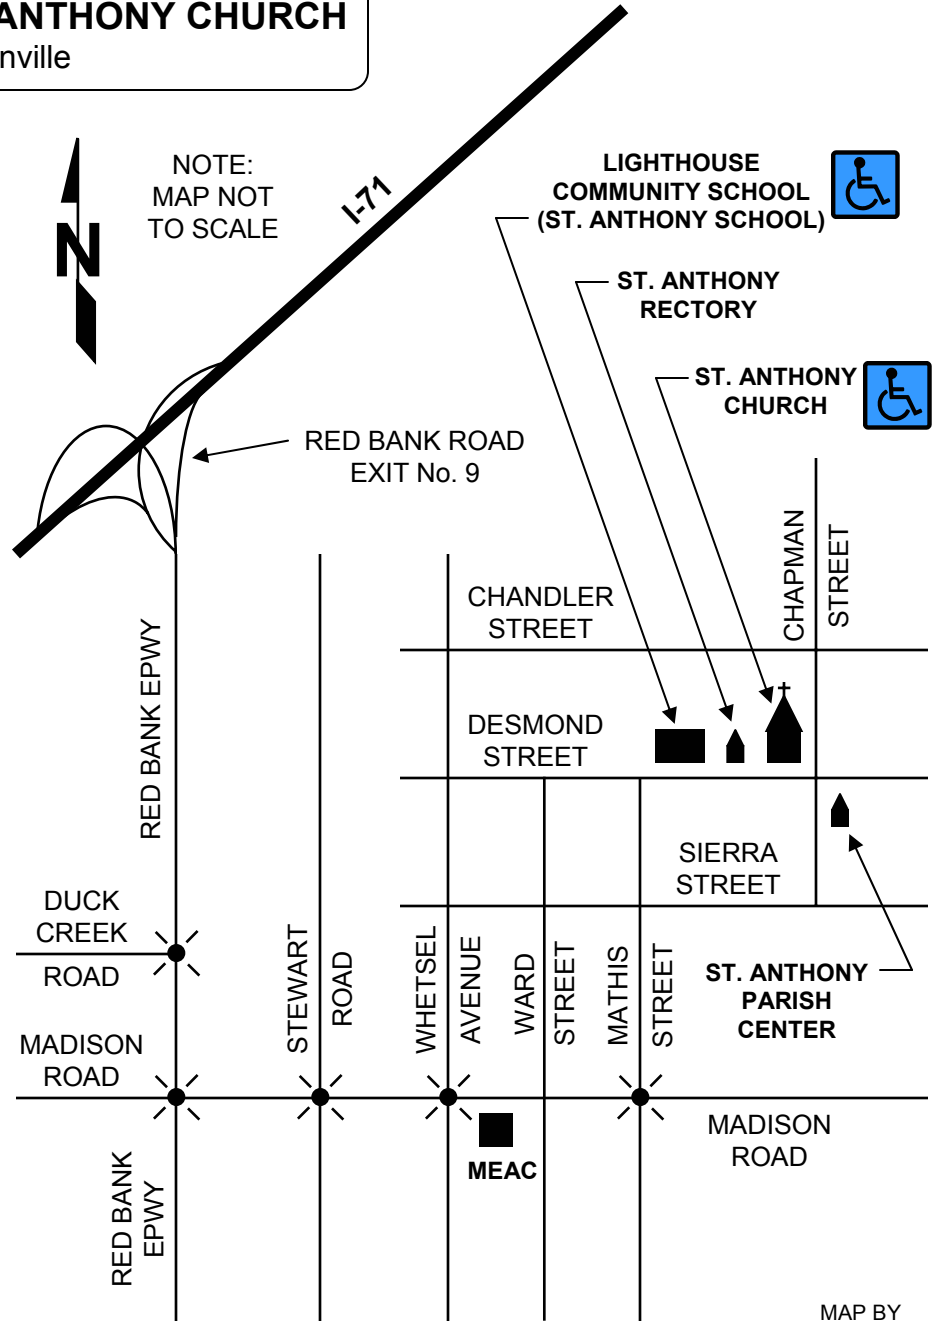 ANTHONY CHURCH
nville
NOTE:
MAP NOT
TO SCALE
N
I-71
LIGHTHOUSE
COMMUNITY SCHOOL
(ST. ANTHONY SCHOOL)
ST. ANTHONY
RECTORY
ST. ANTHONY
CHURCH
RED BANK ROAD
EXIT No. 9
CHAPMAN
STREET
CHANDLER
STREET
RED BANK EPWY
DESMOND
STREET
SIERRA
STREET
DUCK
CREEK
ROAD
STEWART
ROAD
WHETSEL
AVENUE
WARD
STREET
MATHIS
STREET
ST. ANTHONY
PARISH
CENTER
MADISON
ROAD
MEAC
MADISON
ROAD
RED BANK
EPWY
MAP BY